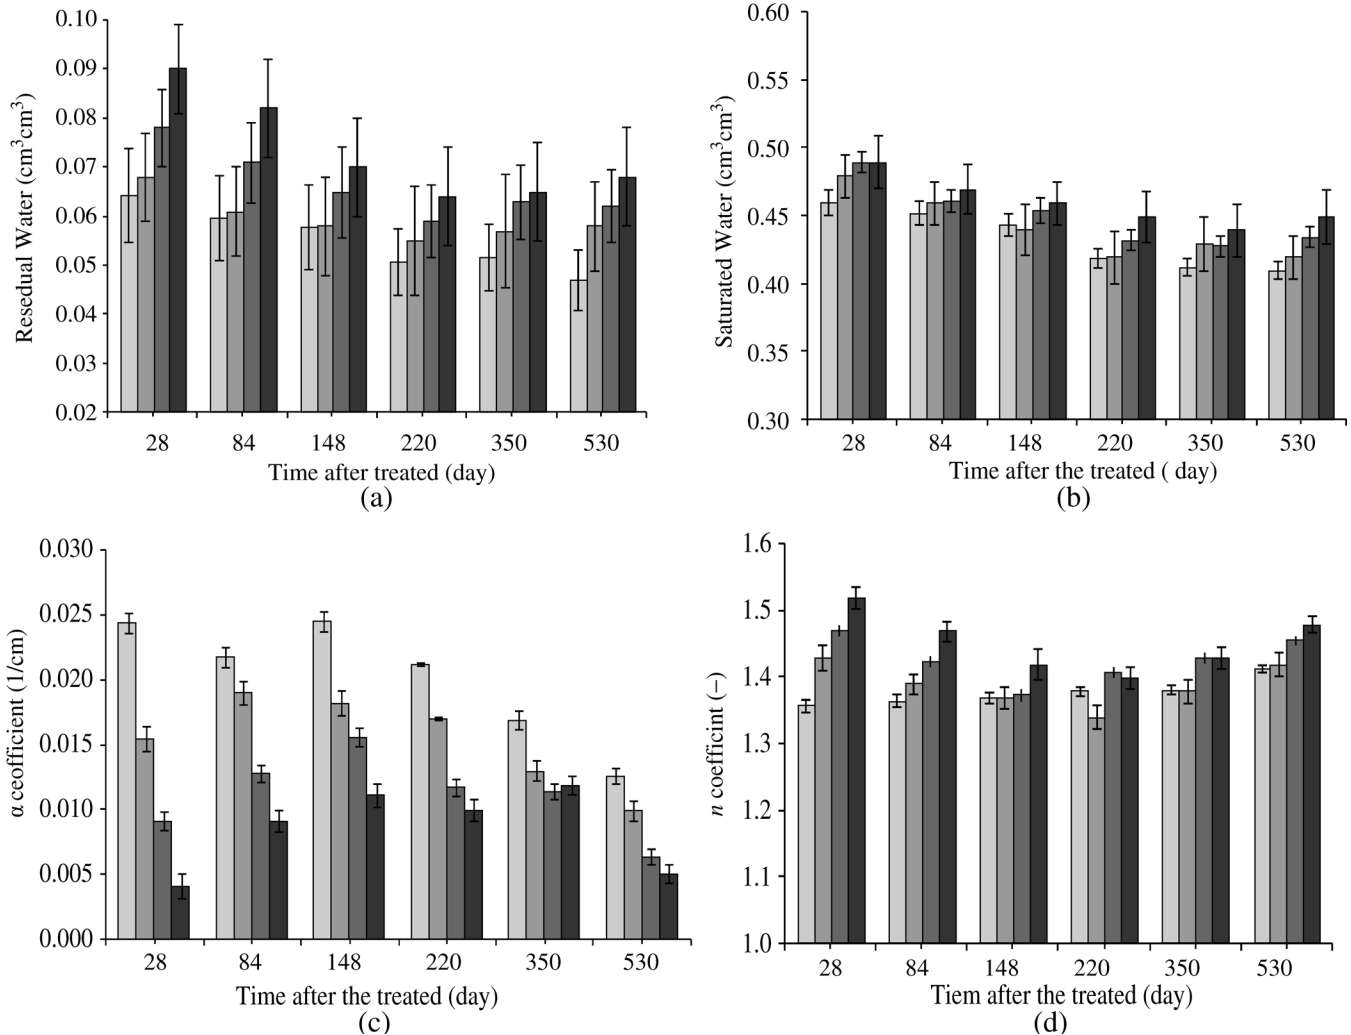 Resedual Water (cm³cm³)
0.10
0.09
0.08
0.07
0.06
0.05
0.04
0.03
0.02
28 84 148 220 350 530
Time after treated (day)
(a)
Saturated Water (cm³cm³)
0.60
0.55
0.50
0.45
0.40
0.35
0.30
28 84 148 220 350 530
Time after the treated ( day)
(b)
α ceofficient (1/cm)
0.030
0.025
0.020
0.015
0.010
0.005
0.000
28 84 148 220 350 530
Time after the treated (day)
(c)
n coefficint (−)
1.6
1.5
1.4
1.3
1.2
1.1
1.0
28 84 148 220 350 530
Tiem after the treated (day)
(d)